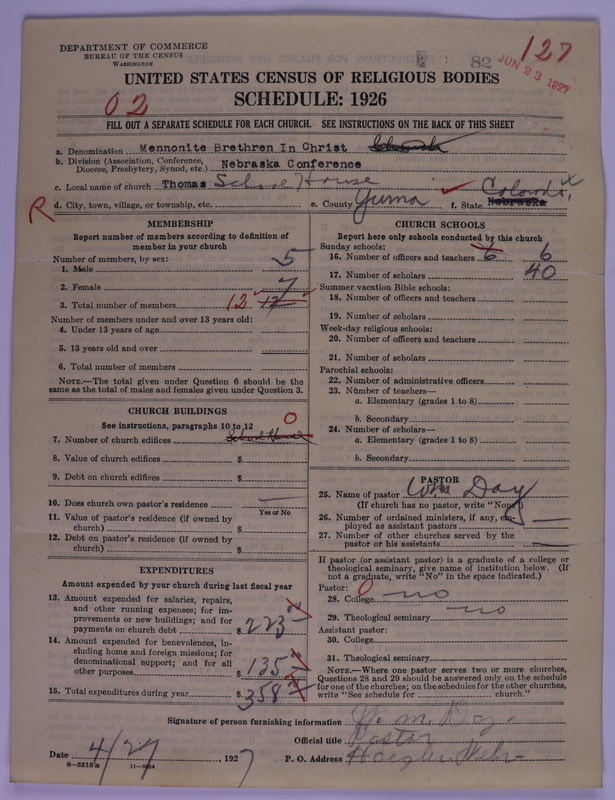 DEPARTMENT OF COMMERCE
BUREAU OF THE CENSUS
WASHINGTON
82
127
JUN 23 1927
UNITED STATES CENSUS OF RELIGIOUS BODIES
02
SCHEDULE: 1926
FILL OUT A SEPARATE SCHEDULE FOR EACH CHURCH. SEE INSTRUCTIONS ON THE BACK OF THIS SHEET
a. Denomination Mennonite Brethren In Christ
b. Division (Association, Conference, Diocese, Presbytery, Synod, etc.) Nebraska Conference
c. Local name of church Thomas School House
R d. City, town, village, or township, etc. e. County Yuma f. State Colorado, Nebraska
MEMBERSHIP
Report number of members according to definition of
member in your church
Number of members, by sex:
1. Male 5
2. Female 7
3. Total number of members 12 12
Number of members under and over 13 years old:
4. Under 13 years of age
5. 13 years old and over
6. Total number of members
NOTE.—The total given under Question 6 should be the
same as the total of males and females given under Question 3.
CHURCH BUILDINGS
See instructions, paragraphs 10 to 12
7. Number of church edifices School House 0
8. Value of church edifices $
9. Debt on church edifices $
10. Does church own pastor's residence —
Yes or No
11. Value of pastor's residence (if owned by
church) $
12. Debt on pastor's residence (if owned by
church) $
EXPENDITURES
Amount expended by your church during last fiscal year
13. Amount expended for salaries, repairs,
and other running expenses; for im-
provements or new buildings; and for
payments on church debt $ 223
14. Amount expended for benevolences, in-
cluding home and foreign missions; for
denominational support; and for all
other purposes $ 135
15. Total expenditures during year $ 358
CHURCH SCHOOLS
Report here only schools conducted by this church
Sunday schools:
16. Number of officers and teachers 6 6
17. Number of scholars 40
Summer vacation Bible schools:
18. Number of officers and teachers
19. Number of scholars
Week-day religious schools:
20. Number of officers and teachers
21. Number of scholars
Parochial schools:
22. Number of administrative officers
23. Number of teachers—
a. Elementary (grades 1 to 8)
b. Secondary
24. Number of scholars—
a. Elementary (grades 1 to 8)
b. Secondary
PASTOR
25. Name of pastor Wm Day
(If church has no pastor, write "None")
26. Number of ordained ministers, if any, em-
ployed as assistant pastors —
27. Number of other churches served by the
pastor or his assistants —
If pastor (or assistant pastor) is a graduate of a college or
theological seminary, give name of institution below. (If
not a graduate, write "No" in the space indicated.)
Pastor: 0
28. College no
29. Theological seminary no
Assistant pastor:
30. College
31. Theological seminary
NOTE.—Where one pastor serves two or more churches,
Questions 28 and 29 should be answered only on the schedule
for one of the churches; on the schedules for the other churches,
write "See schedule for church."
Signature of person furnishing information Wm. Day.
Official title Pastor
Date 4/27, 1927 P. O. Address Haigler, Nebr
8—5518a 11—9464